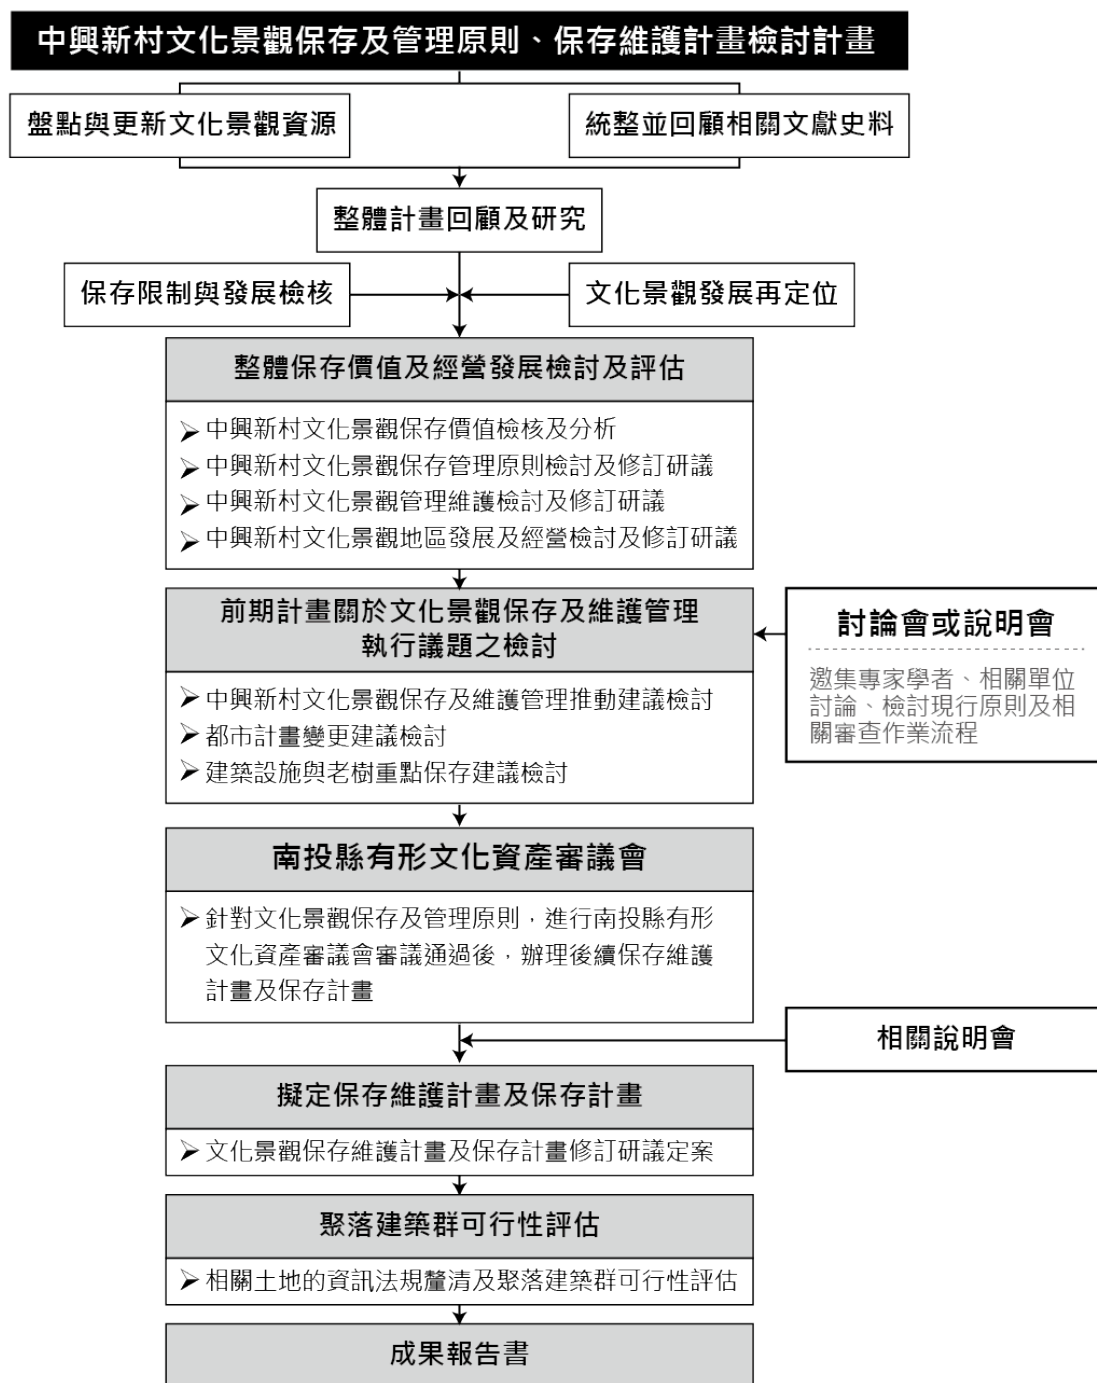 中興新村文化景觀保存及管理原則、保存維護計畫檢討計畫
盤點與更新文化景觀資源
統整並回顧相關文獻史料
整體計畫回顧及研究
保存限制與發展檢核
文化景觀發展再定位
整體保存價值及經營發展檢討及評估
➢中興新村文化景觀保存價值檢核及分析
➢中興新村文化景觀保存管理原則檢討及修訂研議
➢中興新村文化景觀管理維護檢討及修訂研議
➢中興新村文化景觀地區發展及經營檢討及修訂研議
前期計畫關於文化景觀保存及維護管理
執行議題之檢討
➢中興新村文化景觀保存及維護管理推動建議檢討
➢都市計畫變更建議檢討
➢建築設施與老樹重點保存建議檢討
討論會或說明會
邀集專家學者、相關單位
討論、檢討現行原則及相
關審查作業流程
南投縣有形文化資產審議會
➢針對文化景觀保存及管理原則，進行南投縣有形
文化資產審議會審議通過後，辦理後續保存維護
計畫及保存計畫
相關說明會
擬定保存維護計畫及保存計畫
➢文化景觀保存維護計畫及保存計畫修訂研議定案
聚落建築群可行性評估
➢相關土地的資訊法規釐清及聚落建築群可行性評估
成果報告書